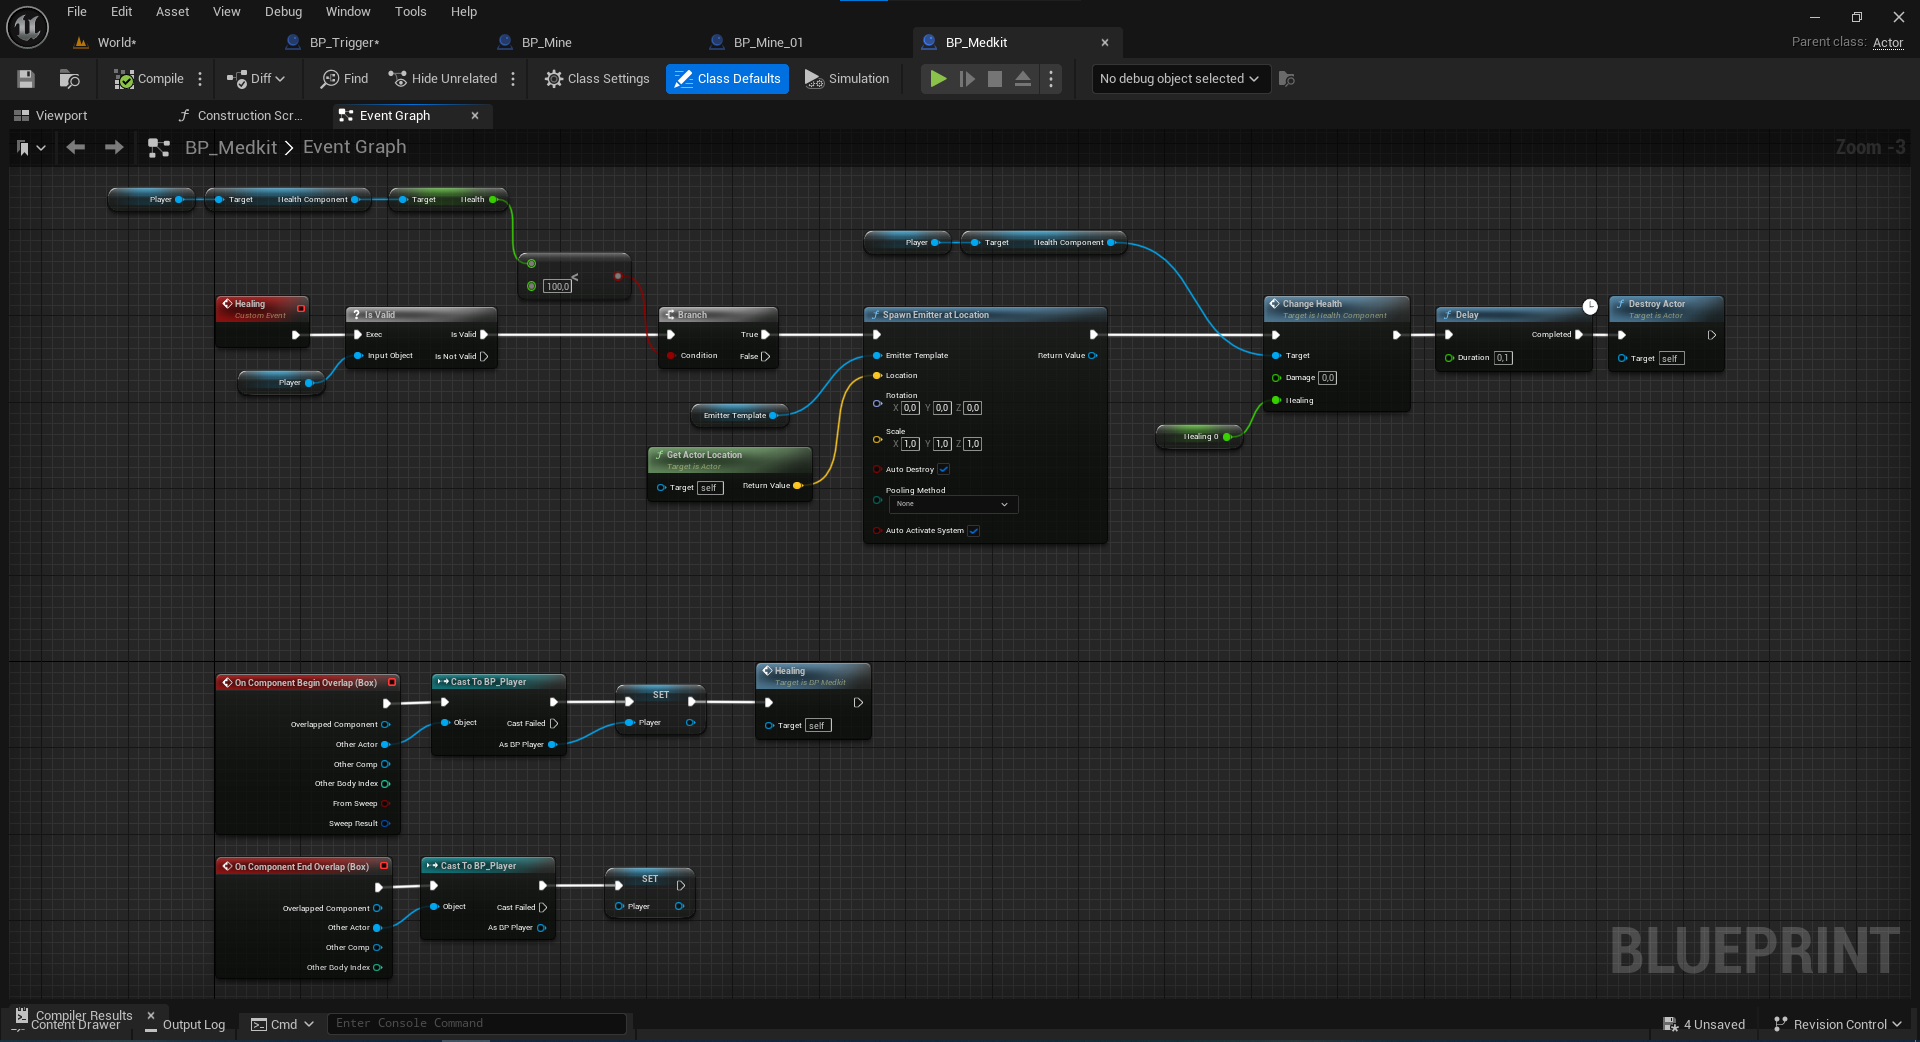 File Edit Asset View Debug Window Tools Help
World* BP_Trigger* BP_Mine BP_Mine_01 BP_Medkit
Parent class: Actor
Compile Diff Find Hide Unrelated Class Settings Class Defaults Simulation No debug object selected
Viewport Construction Scr... Event Graph
BP_Medkit > Event Graph
Zoom -3
Player Target Health Component Target Health
Player Target Health Component
<
100,0
Healing
Custom Event
Is Valid
Exec Is Valid
Input Object Is Not Valid
Player
Branch
True
Condition False
Spawn Emitter at Location
Emitter Template Return Value
Location
Rotation
X 0,0 Y 0,0 Z 0,0
Scale
X 1,0 Y 1,0 Z 1,0
Auto Destroy
Pooling Method
None
Auto Activate System
Emitter Template
Get Actor Location
Target is Actor
Target self Return Value
Change Health
Target is Health Component
Target
Damage 0,0
Healing
Healing 0
Delay
Completed
Duration 0,1
Destroy Actor
Target is Actor
Target self
On Component Begin Overlap (Box)
Overlapped Component
Other Actor
Other Comp
Other Body Index
From Sweep
Sweep Result
Cast To BP_Player
Object Cast Failed
As BP Player
SET
Player
Healing
Target is BP Medkit
Target self
On Component End Overlap (Box)
Overlapped Component
Other Actor
Other Comp
Other Body Index
Cast To BP_Player
Object Cast Failed
As BP Player
SET
Player
BLUEPRINT
Compiler Results
Content Drawer Output Log Cmd Enter Console Command 4 Unsaved Revision Control